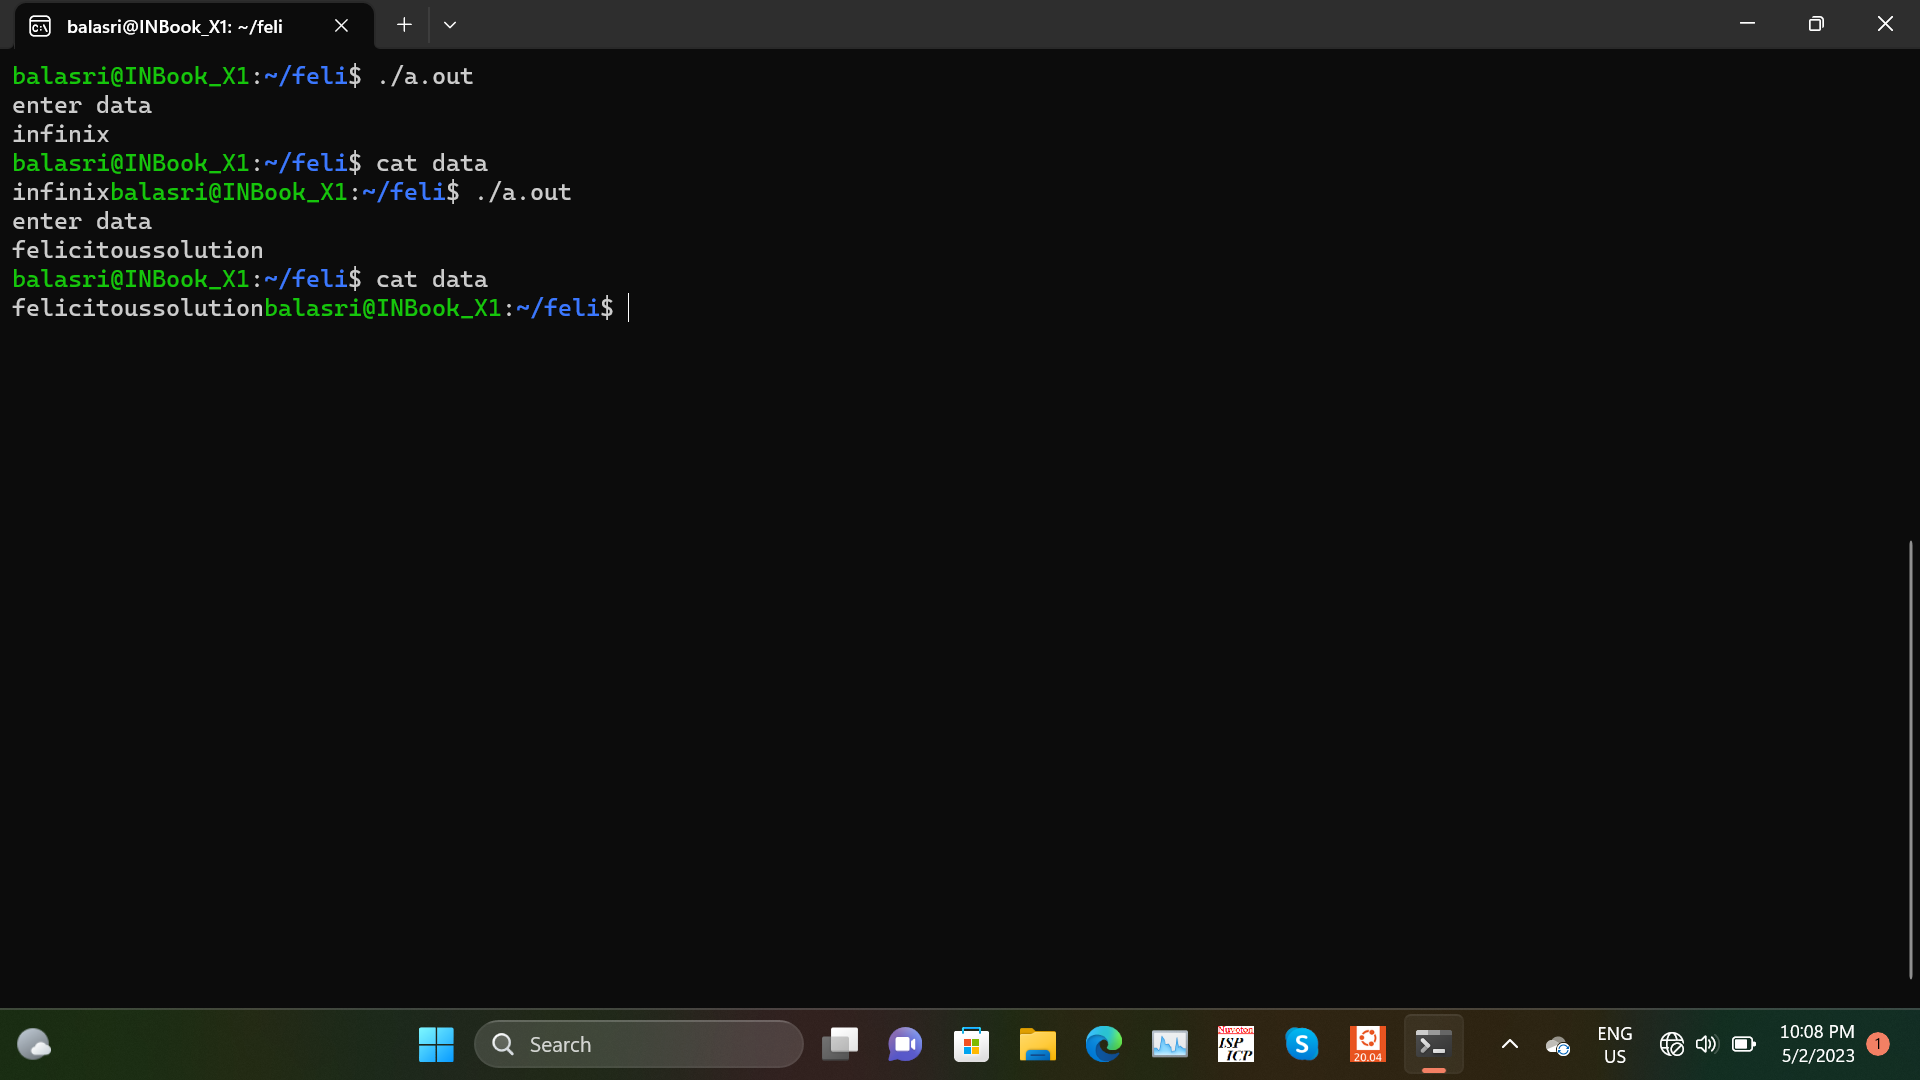 balasri@INBook_X1: ~/feli
balasri@INBook_X1:~/feli$ ./a.out
enter data
infinix
balasri@INBook_X1:~/feli$ cat data
infinixbalasri@INBook_X1:~/feli$ ./a.out
enter data
felicitoussolution
balasri@INBook_X1:~/feli$ cat data
felicitoussolutionbalasri@INBook_X1:~/feli$
Search
Nuvoton
ISP
ICP
S
20.04
ENG
US
10:08 PM
5/2/2023
1